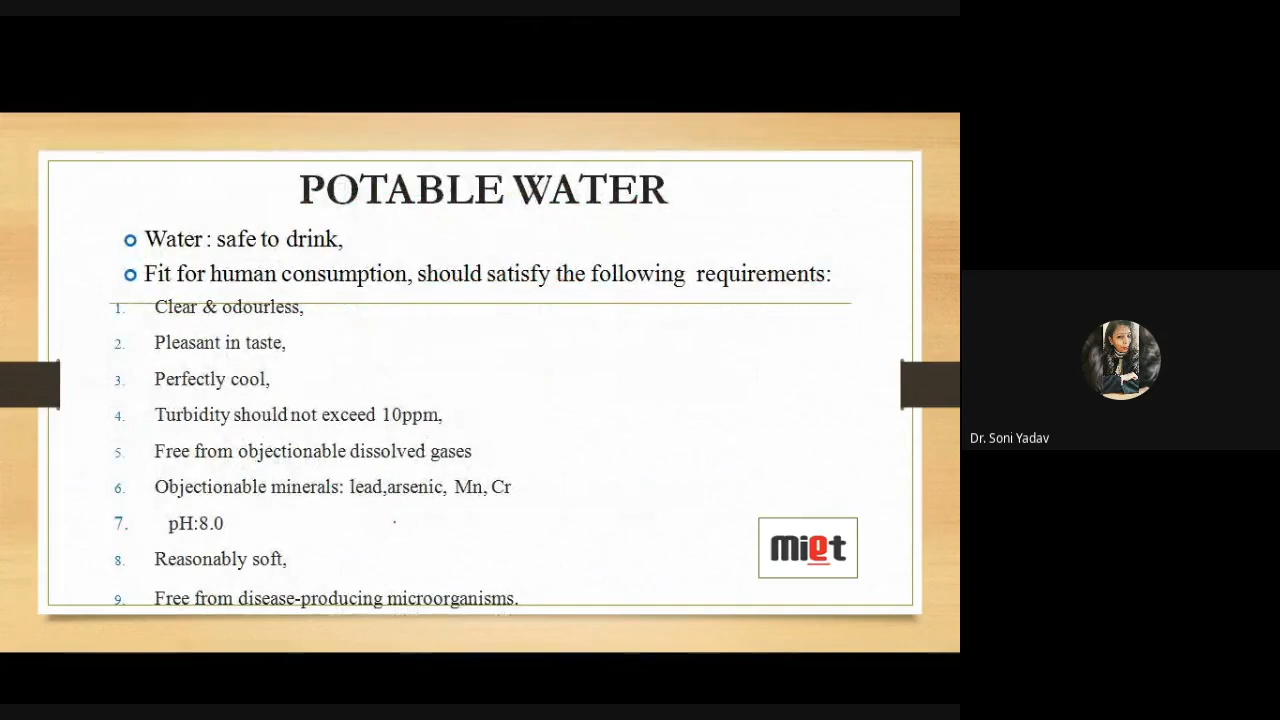 POTABLE WATER
Water : safe to drink,
Fit for human consumption, should satisfy the following requirements:
1. Clear & odourless,
2. Pleasant in taste,
3. Perfectly cool,
4. Turbidity should not exceed 10ppm,
5. Free from objectionable dissolved gases
6. Objectionable minerals: lead,arsenic, Mn, Cr
7. pH:8.0
8. Reasonably soft,
9. Free from disease-producing microorganisms.
miet
Dr. Soni Yadav